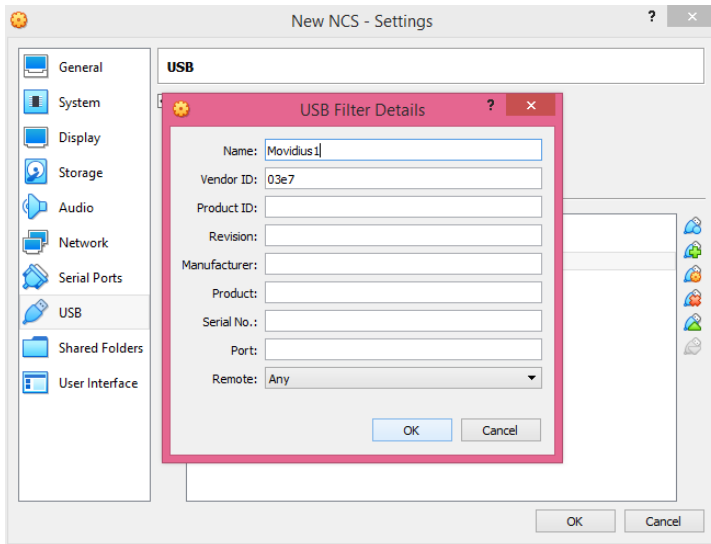 New NCS - Settings
?
×
General
System
Display
Storage
Audio
Network
Serial Ports
USB
Shared Folders
User Interface
USB
USB Filter Details
?
×
Name: Movidius1
Vendor ID: 03e7
Product ID:
Revision:
Manufacturer:
Product:
Serial No.:
Port:
Remote: Any
OK Cancel
OK Cancel